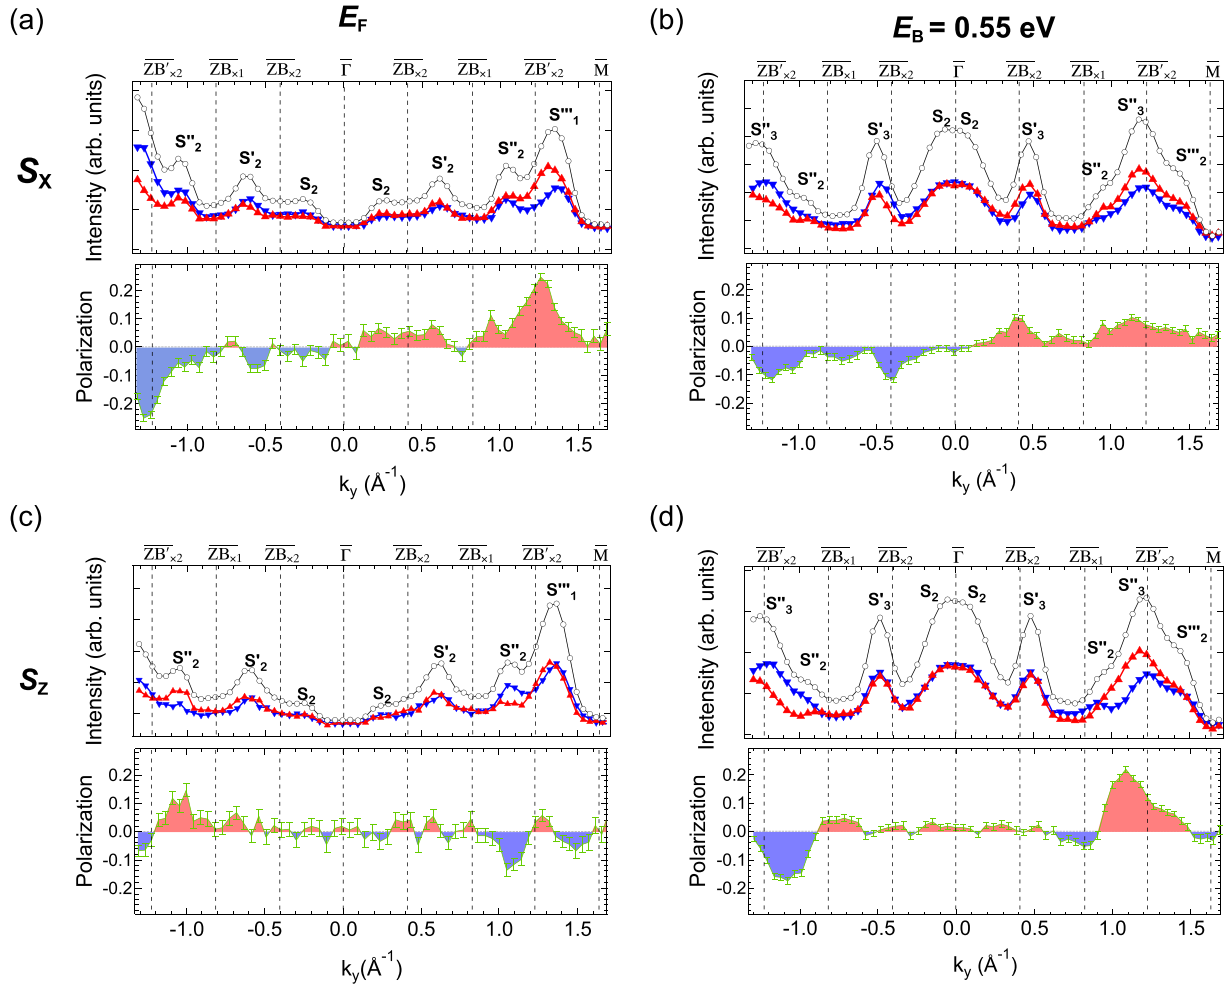 (a)
E_F
(b)
E_B = 0.55 eV
ZB'×2 ZB×1 ZB×2 Γ ZB×2 ZB×1 ZB'×2 M
ZB'×2 ZB×1 ZB×2 Γ ZB×2 ZB×1 ZB'×2 M
S_X
Intensity (arb. units)
S''2 S'2 S2 S2 S'2 S''2 S'''1
Intensity (arb. units)
S''3 S''2 S'3 S2 S2 S'3 S''2 S''3 S'''2
Polarization
0.2
0.1
0.0
-0.1
-0.2
-1.0 -0.5 0.0 0.5 1.0 1.5
k_y (Å⁻¹)
Polarization
0.2
0.1
0.0
-0.1
-0.2
-1.0 -0.5 0.0 0.5 1.0 1.5
k_y (Å⁻¹)
(c)
(d)
ZB'×2 ZB×1 ZB×2 Γ ZB×2 ZB×1 ZB'×2 M
ZB'×2 ZB×1 ZB×2 Γ ZB×2 ZB×1 ZB'×2 M
S_Z
Intensity (arb. units)
S''2 S'2 S2 S2 S'2 S''2 S'''1
Inetensity (arb. units)
S''3 S''2 S'3 S2 S2 S'3 S''2 S''3 S'''2
Polarization
0.2
0.1
0.0
-0.1
-0.2
-1.0 -0.5 0.0 0.5 1.0 1.5
k_y(Å⁻¹)
Polarization
0.2
0.1
0.0
-0.1
-0.2
-1.0 -0.5 0.0 0.5 1.0 1.5
k_y (Å⁻¹)